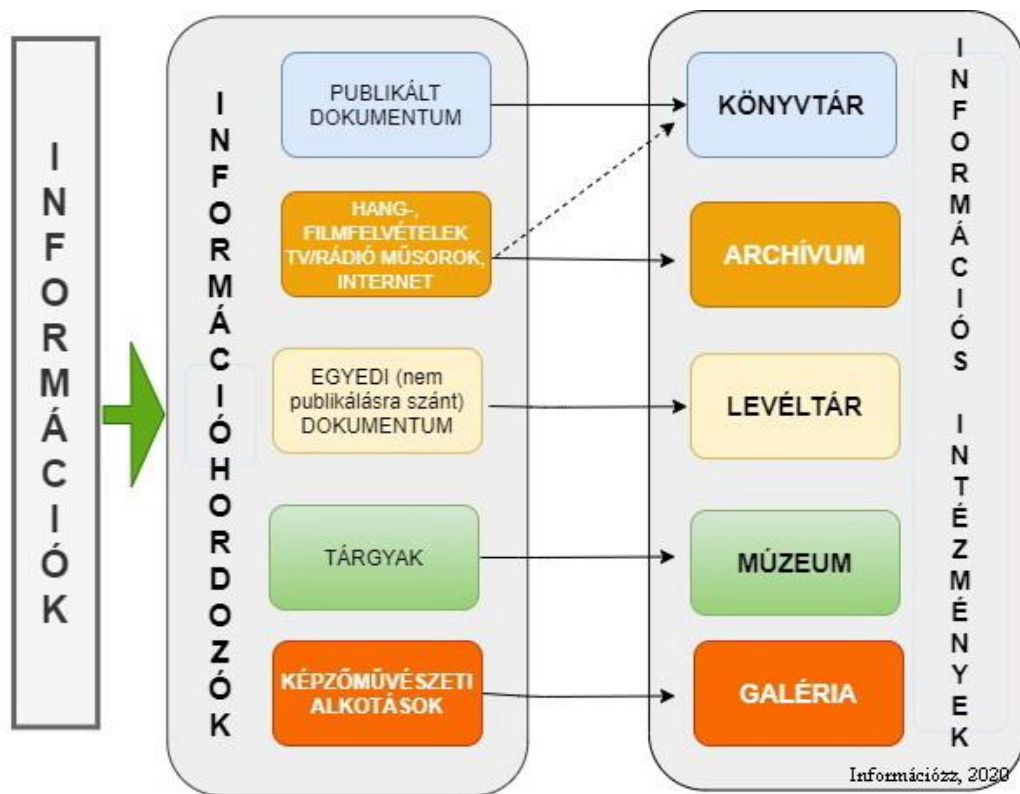 INFORMÁCIÓK
INFORMÁCIÓHORDOZÓK
PUBLIKÁLT
DOKUMENTUM
HANG-,
FILMFELVÉTELEK
TV/RÁDIÓ MŰSOROK,
INTERNET
EGYEDI (nem
publikálásra szánt)
DOKUMENTUM
TÁRGYAK
KÉPZŐMŰVÉSZETI
ALKOTÁSOK
KÖNYVTÁR
ARCHÍVUM
LEVÉLTÁR
MÚZEUM
GALÉRIA
INFORMÁCIÓS INTÉZMÉNYEK
Információzz, 2020